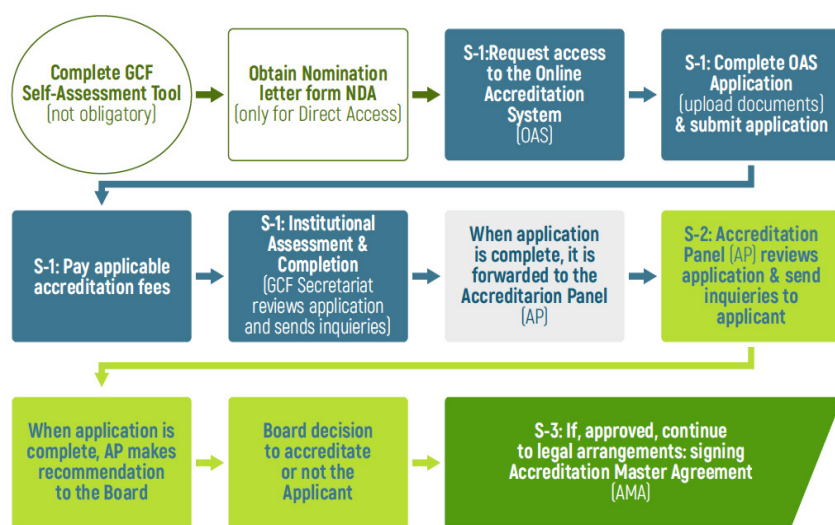 Complete GCF
Self-Assessment Tool
(not obligatory)
Obtain Nomination
letter form NDA
(only for Direct Access)
S-1:Request access
to the Online
Accreditation
System
(OAS)
S-1: Complete OAS
Application
(upload documents)
& submit application
S-1: Pay applicable
accreditation fees
S-1: Institutional
Assessment &
Completion
(GCF Secretariat
reviews application
and sends inquieries)
When application
is complete, it is
forwarded to the
Accreditarion Panel
(AP)
S-2: Accreditation
Panel (AP) reviews
application & send
inquieries to
applicant
When application is
complete, AP makes
recommendation
to the Board
Board decision
to accreditate
or not the
Applicant
S-3: If, approved, continue
to legal arrangements: signing
Accreditation Master Agreement
(AMA)